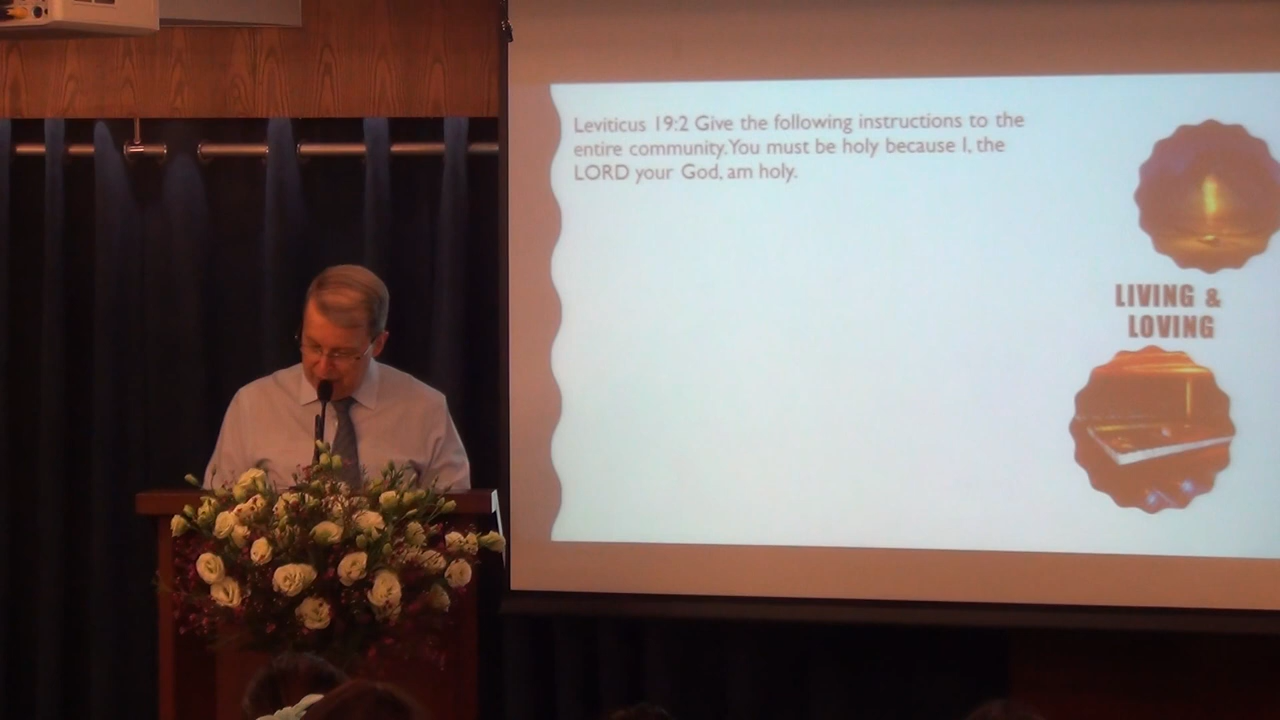 Leviticus 19:2 Give the following instructions to the
entire community. You must be holy because I, the
LORD your God, am holy.
LIVING &
LOVING